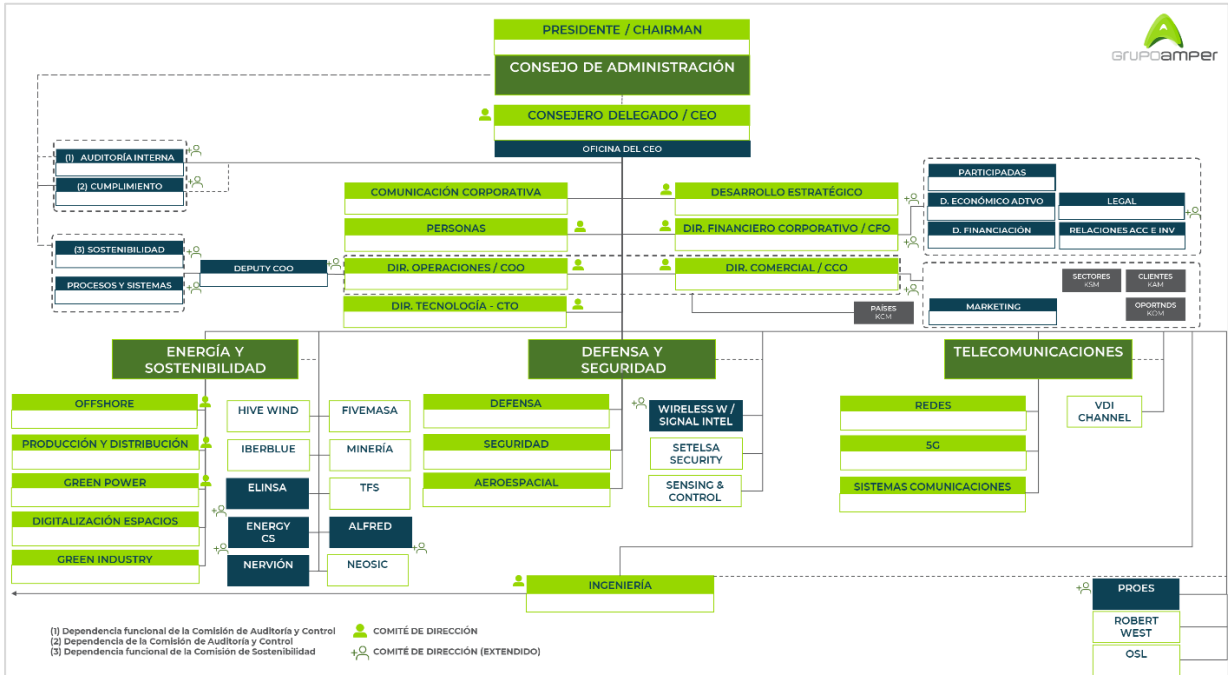 PRESIDENTE / CHAIRMAN
GRUPOamper
CONSEJO DE ADMINISTRACIÓN
CONSEJERO DELEGADO / CEO
OFICINA DEL CEO
(1) AUDITORÍA INTERNA
(2) CUMPLIMIENTO
COMUNICACIÓN CORPORATIVA
DESARROLLO ESTRATÉGICO
PERSONAS
DIR. FINANCIERO CORPORATIVO / CFO
PARTICIPADAS
D. ECONÓMICO ADTVO
LEGAL
D. FINANCIACIÓN
RELACIONES ACC E INV
(3) SOSTENIBILIDAD
PROCESOS Y SISTEMAS
DEPUTY COO
DIR. OPERACIONES / COO
DIR. COMERCIAL / CCO
SECTORES
KSM
CLIENTES
KAM
MARKETING
OPORTNDS
KOM
DIR. TECNOLOGÍA - CTO
PAÍSES
KCM
ENERGÍA Y
SOSTENIBILIDAD
DEFENSA Y
SEGURIDAD
TELECOMUNICACIONES
OFFSHORE
PRODUCCIÓN Y DISTRIBUCIÓN
GREEN POWER
DIGITALIZACIÓN ESPACIOS
GREEN INDUSTRY
HIVE WIND
FIVEMASA
IBERBLUE
MINERÍA
ELINSA
TFS
ENERGY
CS
ALFRED
NERVIÓN
NEOSIC
DEFENSA
SEGURIDAD
AEROESPACIAL
WIRELESS W /
SIGNAL INTEL
SETELSA
SECURITY
SENSING &
CONTROL
REDES
5G
SISTEMAS COMUNICACIONES
VDI
CHANNEL
INGENIERÍA
PROES
ROBERT
WEST
OSL
(1) Dependencia funcional de la Comisión de Auditoría y Control
(2) Dependencia de la Comisión de Auditoría y Control
(3) Dependencia funcional de la Comisión de Sostenibilidad
COMITÉ DE DIRECCIÓN
COMITÉ DE DIRECCIÓN (EXTENDIDO)